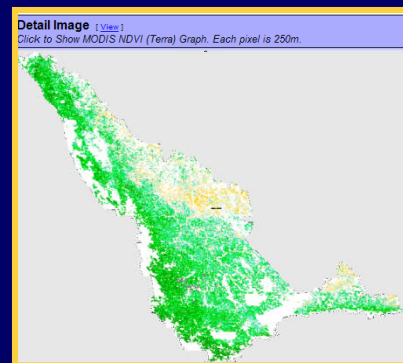 Detail Image [ View ]
Click to Show MODIS NDVI (Terra) Graph. Each pixel is 250m.